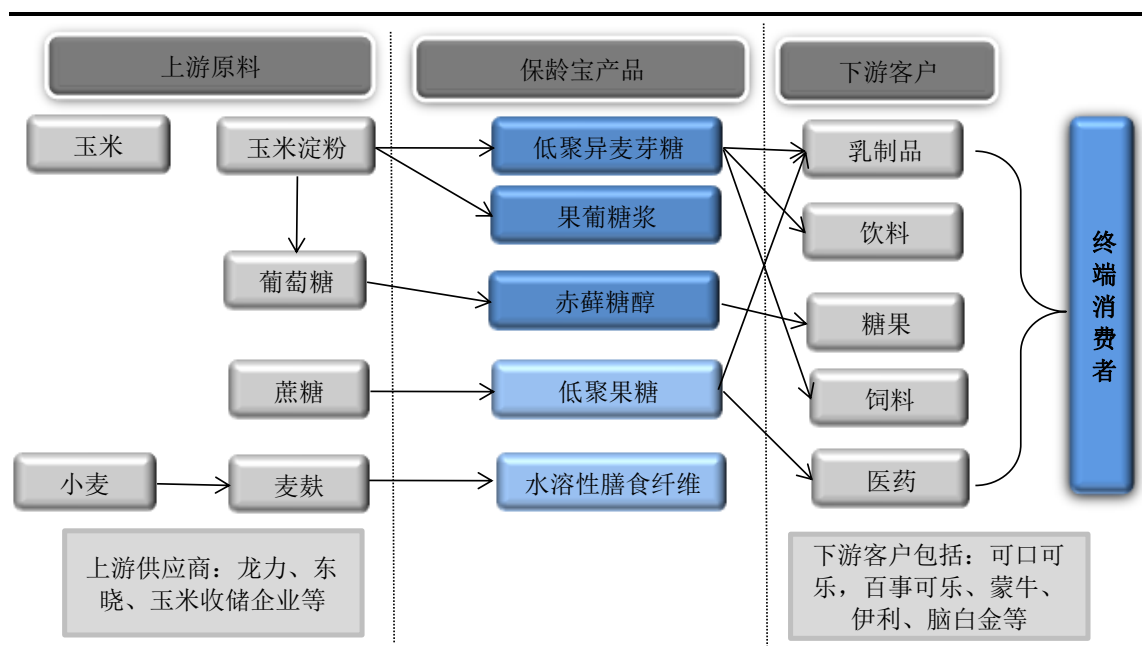 上游原料
保龄宝产品
下游客户
玉米
玉米淀粉
低聚异麦芽糖
乳制品
果葡糖浆
饮料
葡萄糖
赤藓糖醇
糖果
蔗糖
低聚果糖
饲料
小麦
麦麸
水溶性膳食纤维
医药
终
端
消
费
者
上游供应商：龙力、东
晓、玉米收储企业等
下游客户包括：可口可
乐，百事可乐、蒙牛、
伊利、脑白金等